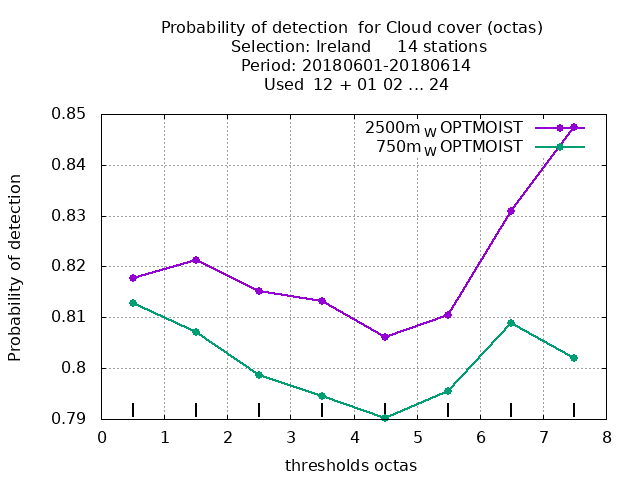 Probability of detection  for Cloud cover (octas)
Selection: Ireland     14 stations
Period: 20180601-20180614
Used  12 + 01 02 ... 24
0.85
2500m W OPTMOIST
750m W OPTMOIST
0.84
0.83
0.82
0.81
0.8
0.79
Probability of detection
0 1 2 3 4 5 6 7 8
thresholds octas